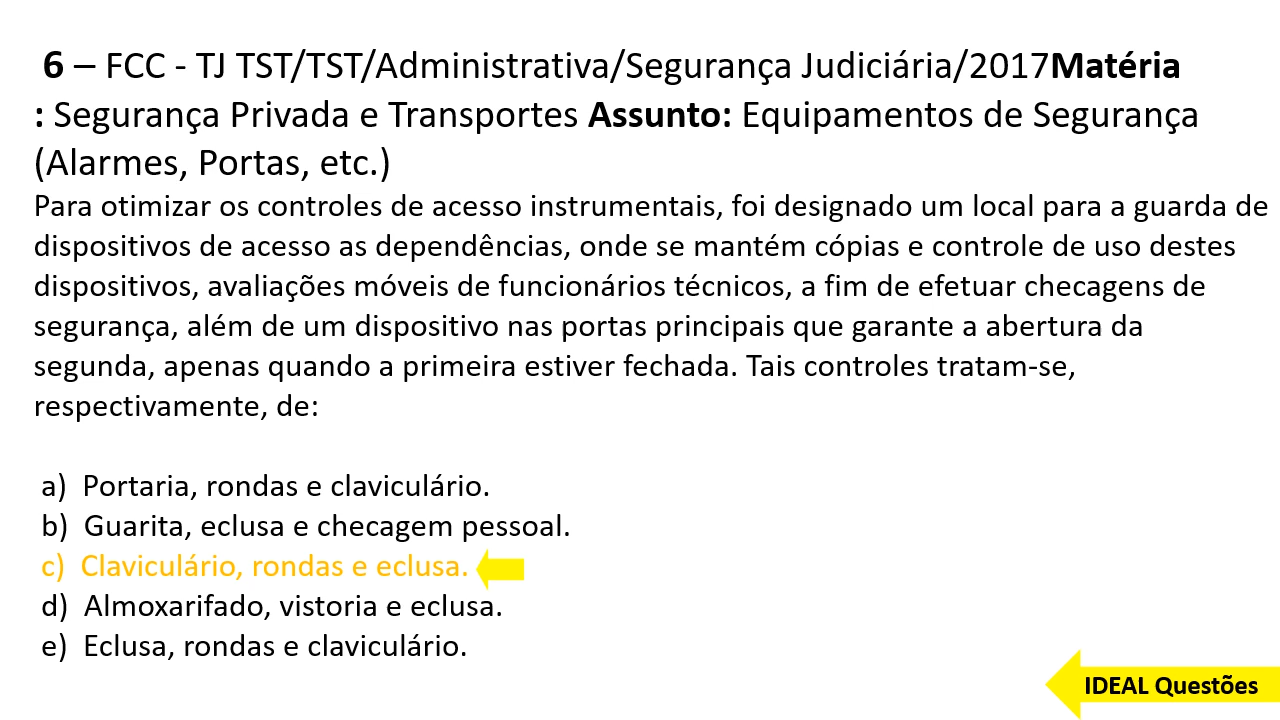 6 – FCC - TJ TST/TST/Administrativa/Segurança Judiciária/2017Matéria
: Segurança Privada e Transportes Assunto: Equipamentos de Segurança
(Alarmes, Portas, etc.)
Para otimizar os controles de acesso instrumentais, foi designado um local para a guarda de
dispositivos de acesso as dependências, onde se mantém cópias e controle de uso destes
dispositivos, avaliações móveis de funcionários técnicos, a fim de efetuar checagens de
segurança, além de um dispositivo nas portas principais que garante a abertura da
segunda, apenas quando a primeira estiver fechada. Tais controles tratam-se,
respectivamente, de:
a) Portaria, rondas e claviculário.
b) Guarita, eclusa e checagem pessoal.
c) Claviculário, rondas e eclusa.
d) Almoxarifado, vistoria e eclusa.
e) Eclusa, rondas e claviculário.
IDEAL Questões